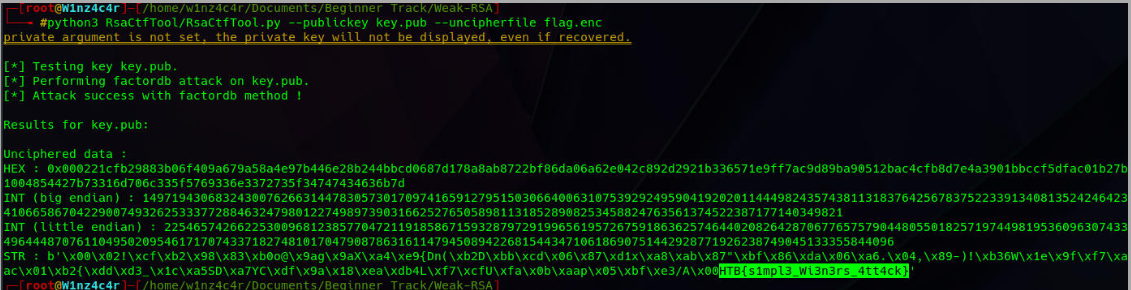 [root@W1nz4c4r]─[/home/w1nz4c4r/Documents/Beginner Track/Weak-RSA]
#python3 RsaCtfTool/RsaCtfTool.py --publickey key.pub --uncipherfile flag.enc
private argument is not set, the private key will not be displayed, even if recovered.
[*] Testing key key.pub.
[*] Performing factordb attack on key.pub.
[*] Attack success with factordb method !
Results for key.pub:
Unciphered data :
HEX : 0x000221cfb29883b06f409a679a58a4e97b446e28b244bbcd0687d178a8ab8722bf86da06a62e042c892d2921b336571e9ff7ac9d89ba90512bac4cfb8d7e4a3901bbccf5dfac01b27b
1004854427b73316d706c335f5769336e3372735f34747434636b7d
INT (big endian) :
INT (little endian) :
STR : b'\x00\x02!\xcf\xb2\x98\x83\xb0o@\x9ag\x9aX\xa4\xe9{Dn(\xb2D\xbb\xcd\x06\x87\xd1x\xa8\xab\x87"\xbf\x86\xda\x06\xa6.\x04,\x89-)!\xb36W\x1e\x9f\xf7\xa
ac\x01\xb2{\xdd\xd3_\x1c\xa5SD\xa7YC\xdf\x9a\x18\xea\xdb4L\xf7\xcfU\xfa\x0b\xaap\x05\xbf\xe3/A\x00HTB{s1mpl3_Wi3n3rs_4tt4ck}'
[root@W1nz4c4r]─[/home/w1nz4c4r/Documents/Beginner Track/Weak-RSA]